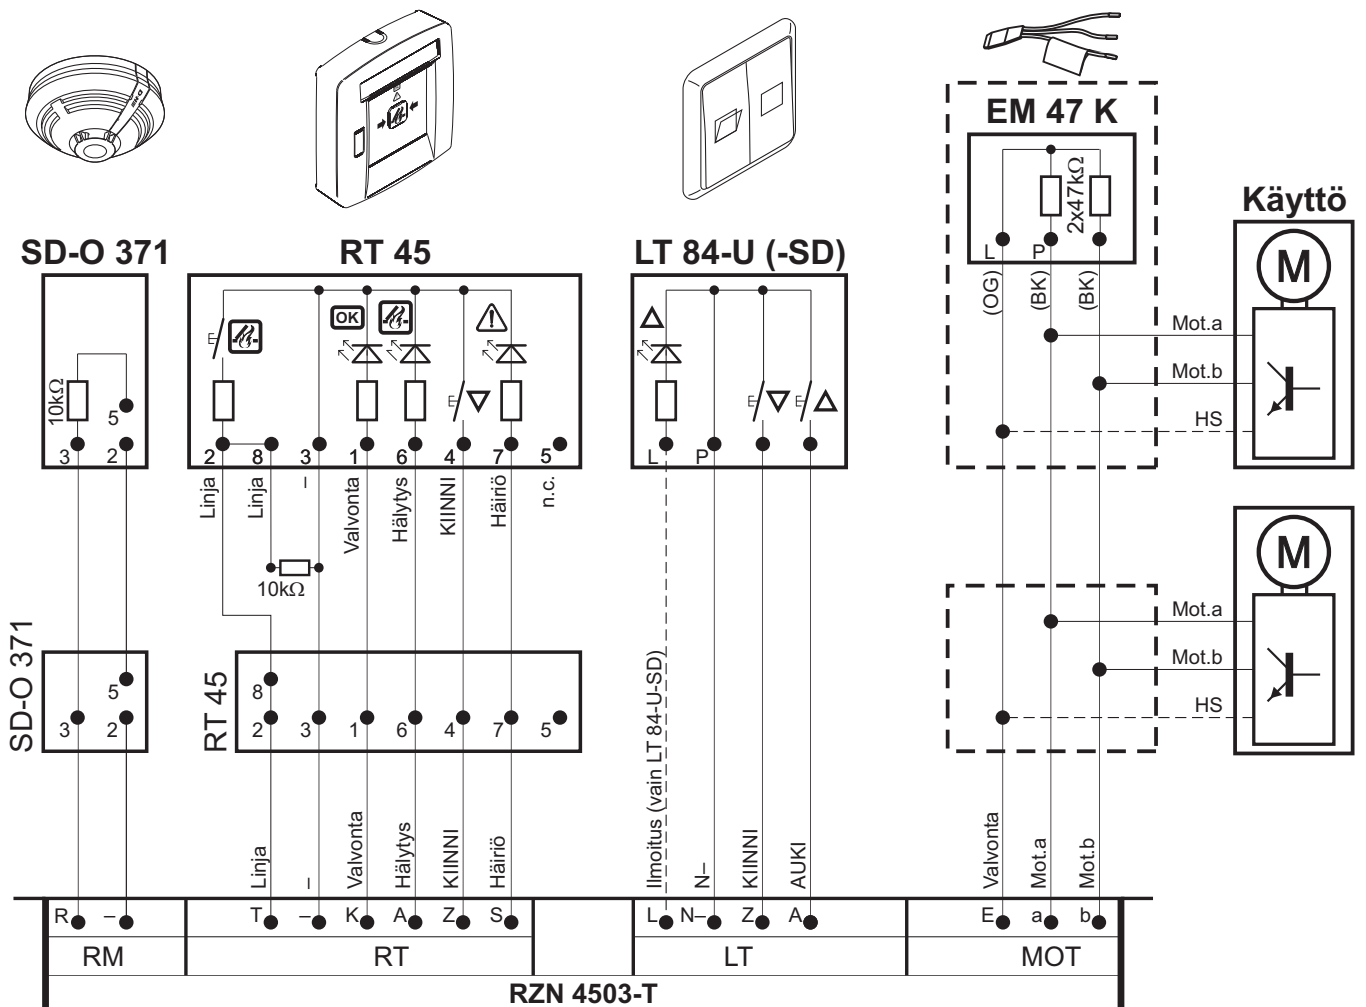 EM 47 K
2x47kΩ
L
P
(OG)
(BK)
(BK)
Käyttö
M
Mot.a
Mot.b
HS
SD-O 371
10kΩ
5
3
2
RT 45
OK
2
8
3
1
6
4
7
5
Linja
Linja
–
Valvonta
Hälytys
KIINNI
Häiriö
n.c.
10kΩ
LT 84-U (-SD)
L
P
M
Mot.a
Mot.b
HS
SD-O 371
5
3
2
RT 45
8
2
3
1
6
4
7
5
Linja
–
Valvonta
Hälytys
KIINNI
Häiriö
Ilmoitus (vain LT 84-U-SD)
N–
KIINNI
AUKI
Valvonta
Mot.a
Mot.b
R
–
T
–
K
A
Z
S
L
N–
Z
A
E
a
b
RM
RT
LT
MOT
RZN 4503-T